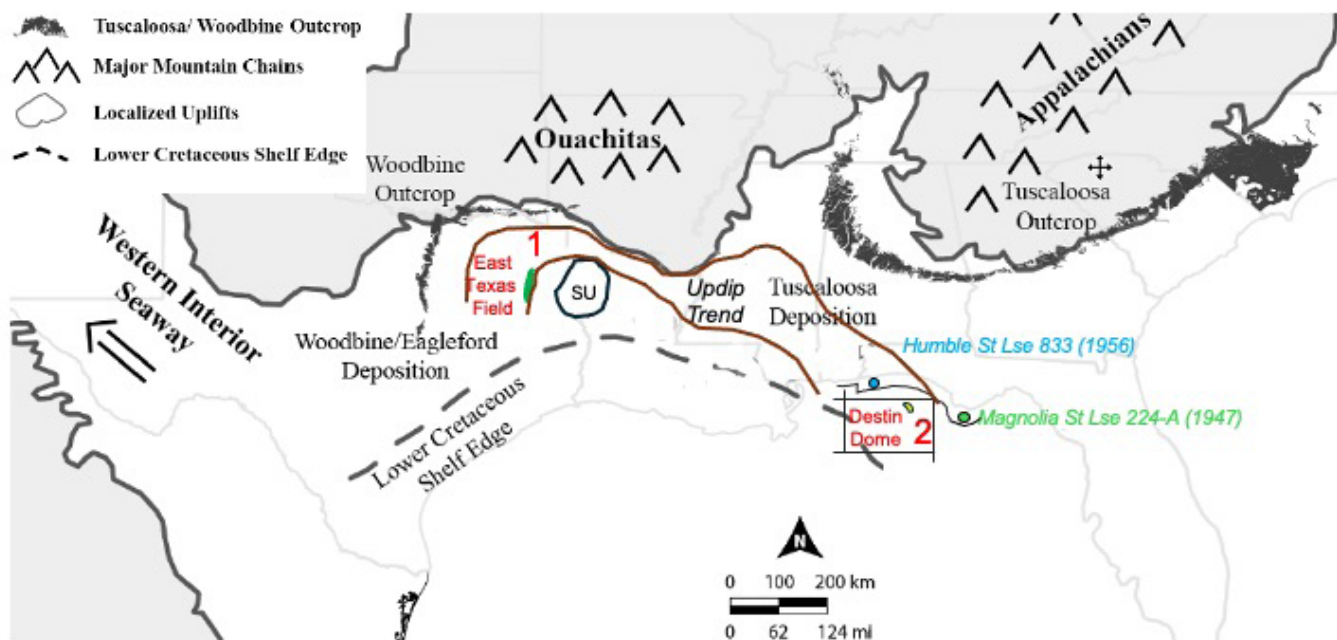 Tuscaloosa/ Woodbine Outcrop
Major Mountain Chains
Localized Uplifts
Lower Cretaceous Shelf Edge
Appalachians
Ouachitas
Woodbine
Outcrop
Tuscaloosa
Outcrop
Western Interior
Seaway
1
East
Texas
Field
SU
Updip
Trend
Tuscaloosa
Deposition
Woodbine/Eagleford
Deposition
Humble St Lse 833 (1956)
Lower Cretaceous
Shelf Edge
Destin
Dome
2
Magnolia St Lse 224-A (1947)
N
0 100 200 km
0 62 124 mi